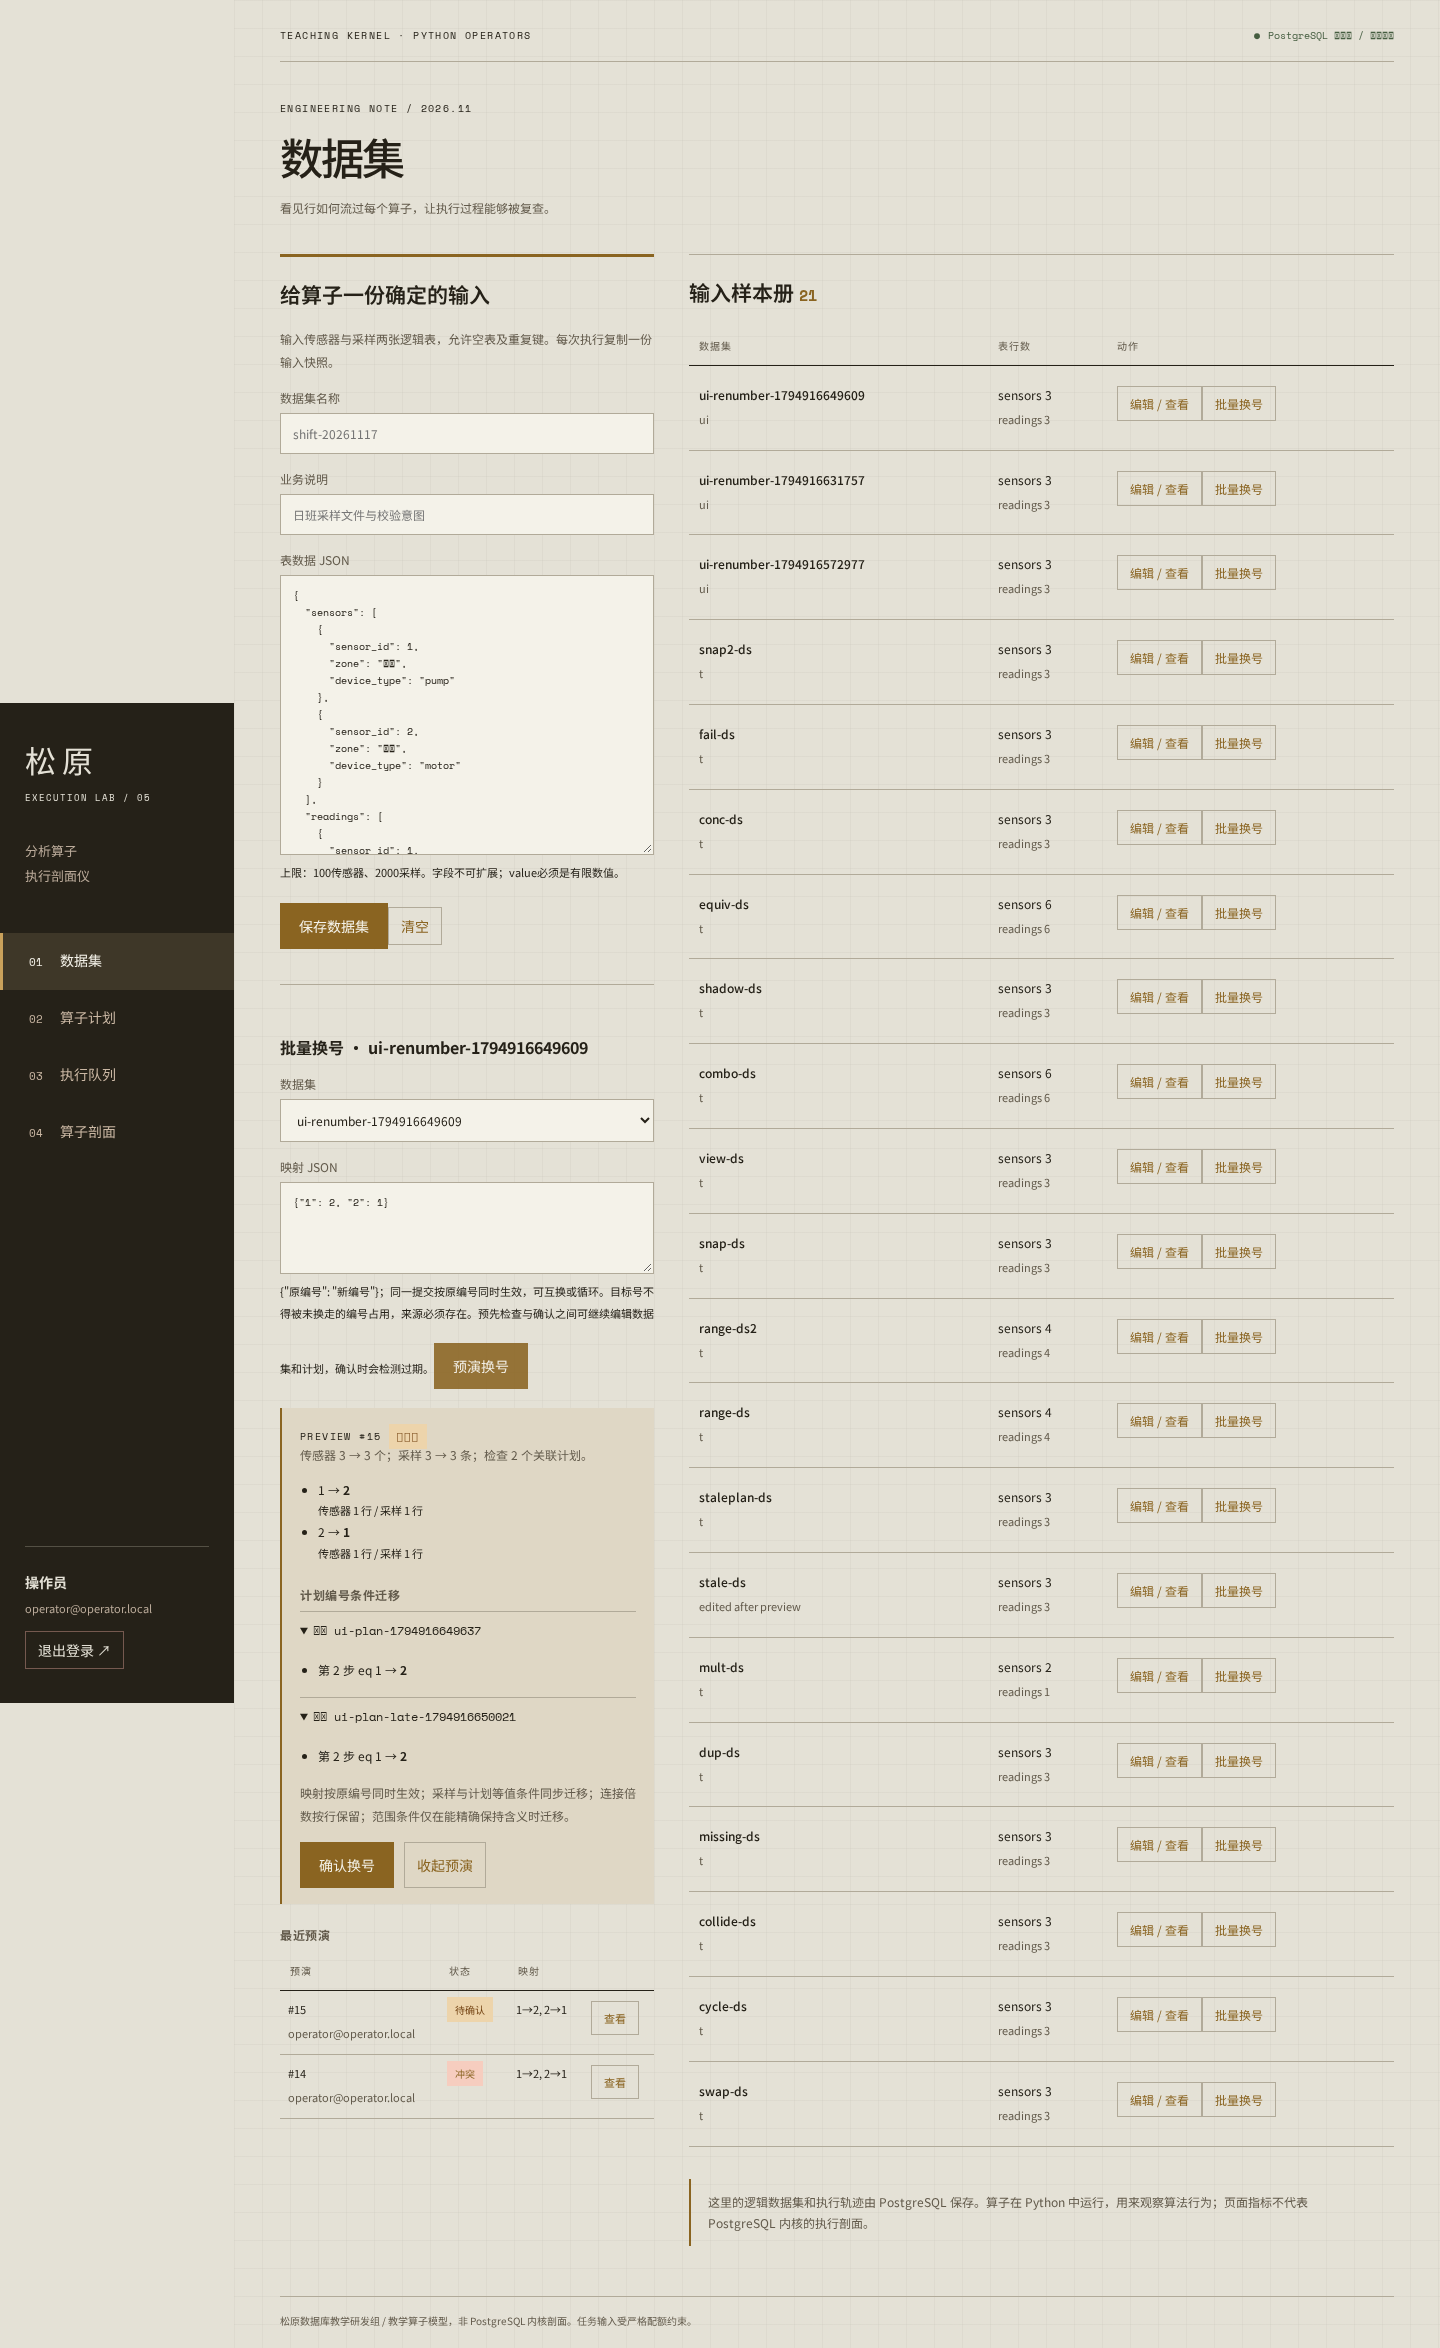 TEACHING KERNEL · PYTHON OPERATORS
● PostgreSQL /
ENGINEERING NOTE / 2026.11
数据集
看见行如何流过每个算子，让执行过程能够被复查。
松原
EXECUTION LAB / 05
分析算子
执行剖面仪
01 数据集
02 算子计划
03 执行队列
04 算子剖面
操作员
operator@operator.local
退出登录 ↗
给算子一份确定的输入
输入传感器与采样两张逻辑表，允许空表及重复键。每次执行复制一份
输入快照。
数据集名称
shift-20261117
业务说明
日班采样文件与校验意图
表数据 JSON
{
"sensors": [
{
"sensor_id": 1,
"zone": "",
"device_type": "pump"
},
{
"sensor_id": 2,
"zone": "",
"device_type": "motor"
}
],
"readings": [
{
"sensor_id": 1,
上限：100传感器、2000采样。字段不可扩展；value必须是有限数值。
保存数据集 清空
批量换号 · ui-renumber-1794916649609
数据集
ui-renumber-1794916649609
映射 JSON
{"1": 2, "2": 1}
{"原编号": "新编号"}；同一提交按原编号同时生效，可互换或循环。目标号不
得被未换走的编号占用，来源必须存在。预先检查与确认之间可继续编辑数据
集和计划，确认时会检测过期。 预演换号
PREVIEW #15
传感器 3 → 3 个；采样 3 → 3 条；检查 2 个关联计划。
1 → 2
传感器 1 行 / 采样 1 行
2 → 1
传感器 1 行 / 采样 1 行
计划编号条件迁移
▼ ui-plan-1794916649637
第 2 步 eq 1 → 2
▼ ui-plan-late-1794916650021
第 2 步 eq 1 → 2
映射按原编号同时生效；采样与计划等值条件同步迁移；连接倍
数按行保留；范围条件仅在能精确保持含义时迁移。
确认换号 收起预演
最近预演
预演 状态 映射
#15 待确认 1→2, 2→1 查看
operator@operator.local
#14 冲突 1→2, 2→1 查看
operator@operator.local
输入样本册 21
数据集 表行数 动作
ui-renumber-1794916649609 sensors 3 编辑 / 查看 批量换号
ui readings 3
ui-renumber-1794916631757 sensors 3 编辑 / 查看 批量换号
ui readings 3
ui-renumber-1794916572977 sensors 3 编辑 / 查看 批量换号
ui readings 3
snap2-ds sensors 3 编辑 / 查看 批量换号
t readings 3
fail-ds sensors 3 编辑 / 查看 批量换号
t readings 3
conc-ds sensors 3 编辑 / 查看 批量换号
t readings 3
equiv-ds sensors 6 编辑 / 查看 批量换号
t readings 6
shadow-ds sensors 3 编辑 / 查看 批量换号
t readings 3
combo-ds sensors 6 编辑 / 查看 批量换号
t readings 6
view-ds sensors 3 编辑 / 查看 批量换号
t readings 3
snap-ds sensors 3 编辑 / 查看 批量换号
t readings 3
range-ds2 sensors 4 编辑 / 查看 批量换号
t readings 4
range-ds sensors 4 编辑 / 查看 批量换号
t readings 4
staleplan-ds sensors 3 编辑 / 查看 批量换号
t readings 3
stale-ds sensors 3 编辑 / 查看 批量换号
edited after preview readings 3
mult-ds sensors 2 编辑 / 查看 批量换号
t readings 1
dup-ds sensors 3 编辑 / 查看 批量换号
t readings 3
missing-ds sensors 3 编辑 / 查看 批量换号
t readings 3
collide-ds sensors 3 编辑 / 查看 批量换号
t readings 3
cycle-ds sensors 3 编辑 / 查看 批量换号
t readings 3
swap-ds sensors 3 编辑 / 查看 批量换号
t readings 3
这里的逻辑数据集和执行轨迹由 PostgreSQL 保存。算子在 Python 中运行，用来观察算法行为；页面指标不代表
PostgreSQL 内核的执行剖面。
松原数据库教学研发组 / 教学算子模型，非 PostgreSQL 内核剖面。任务输入受严格配额约束。